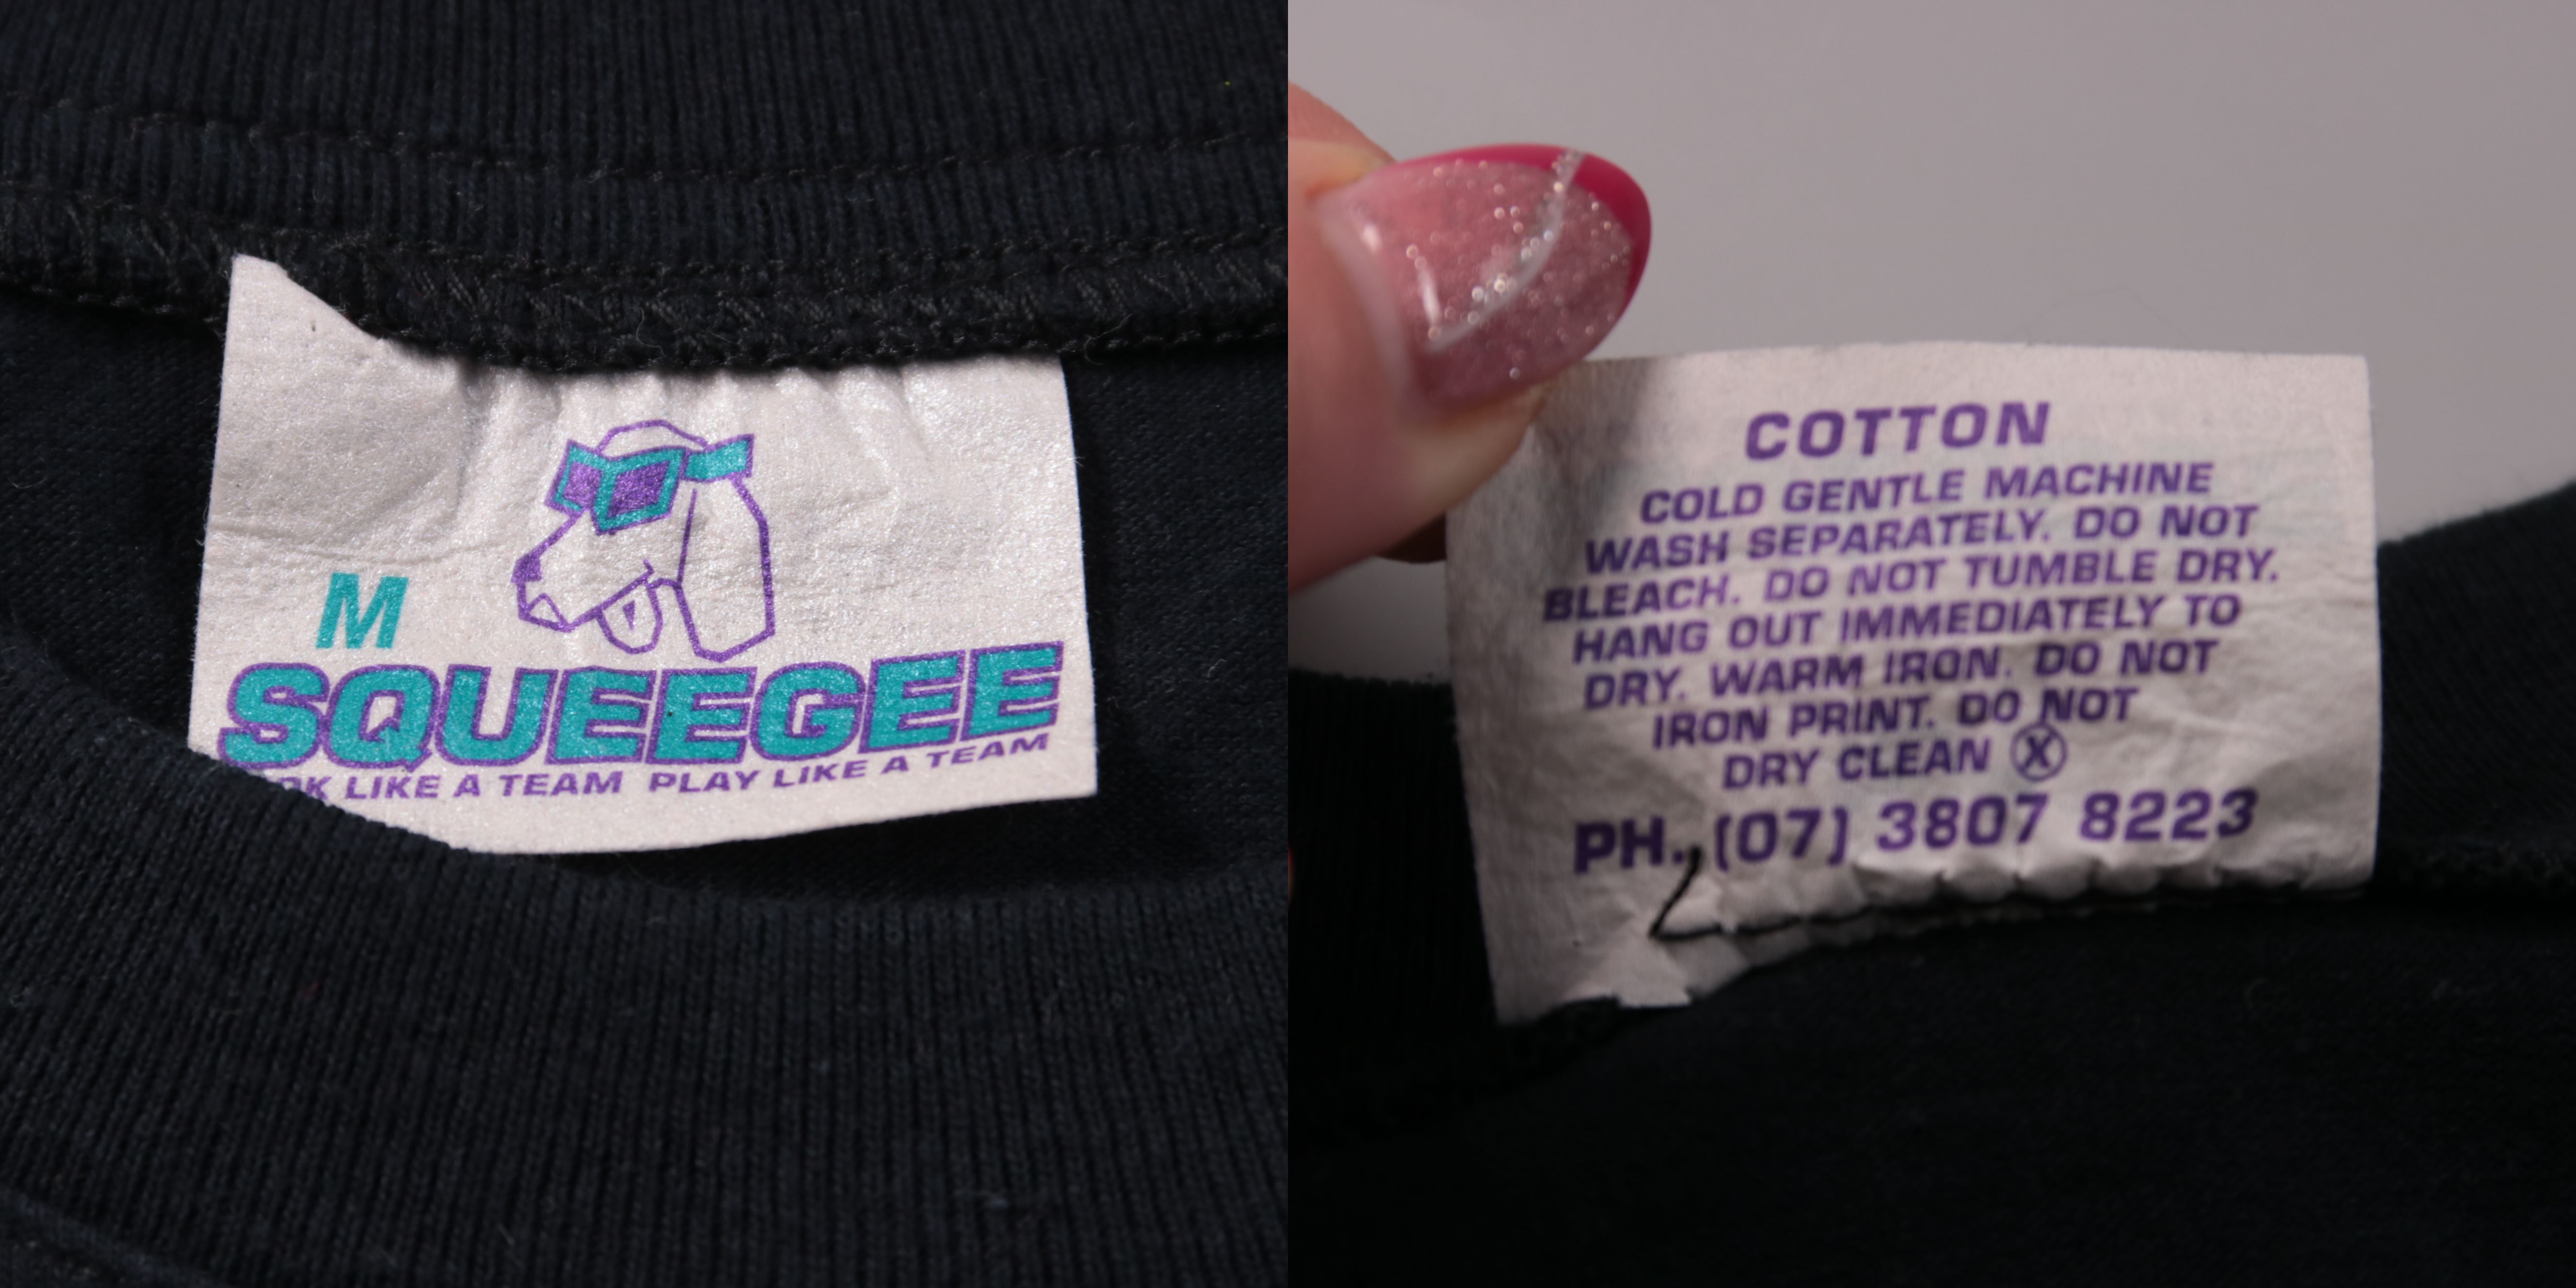 M
SQUEEGEE
LIKE A TEAM PLAY LIKE A TEAM
COTTON
COLD GENTLE MACHINE
WASH SEPARATELY. DO NOT
BLEACH. DO NOT TUMBLE DRY.
HANG OUT IMMEDIATELY TO
DRY. WARM IRON. DO NOT
IRON PRINT. DO NOT
DRY CLEAN Ⓧ
PH. (07) 3807 8223